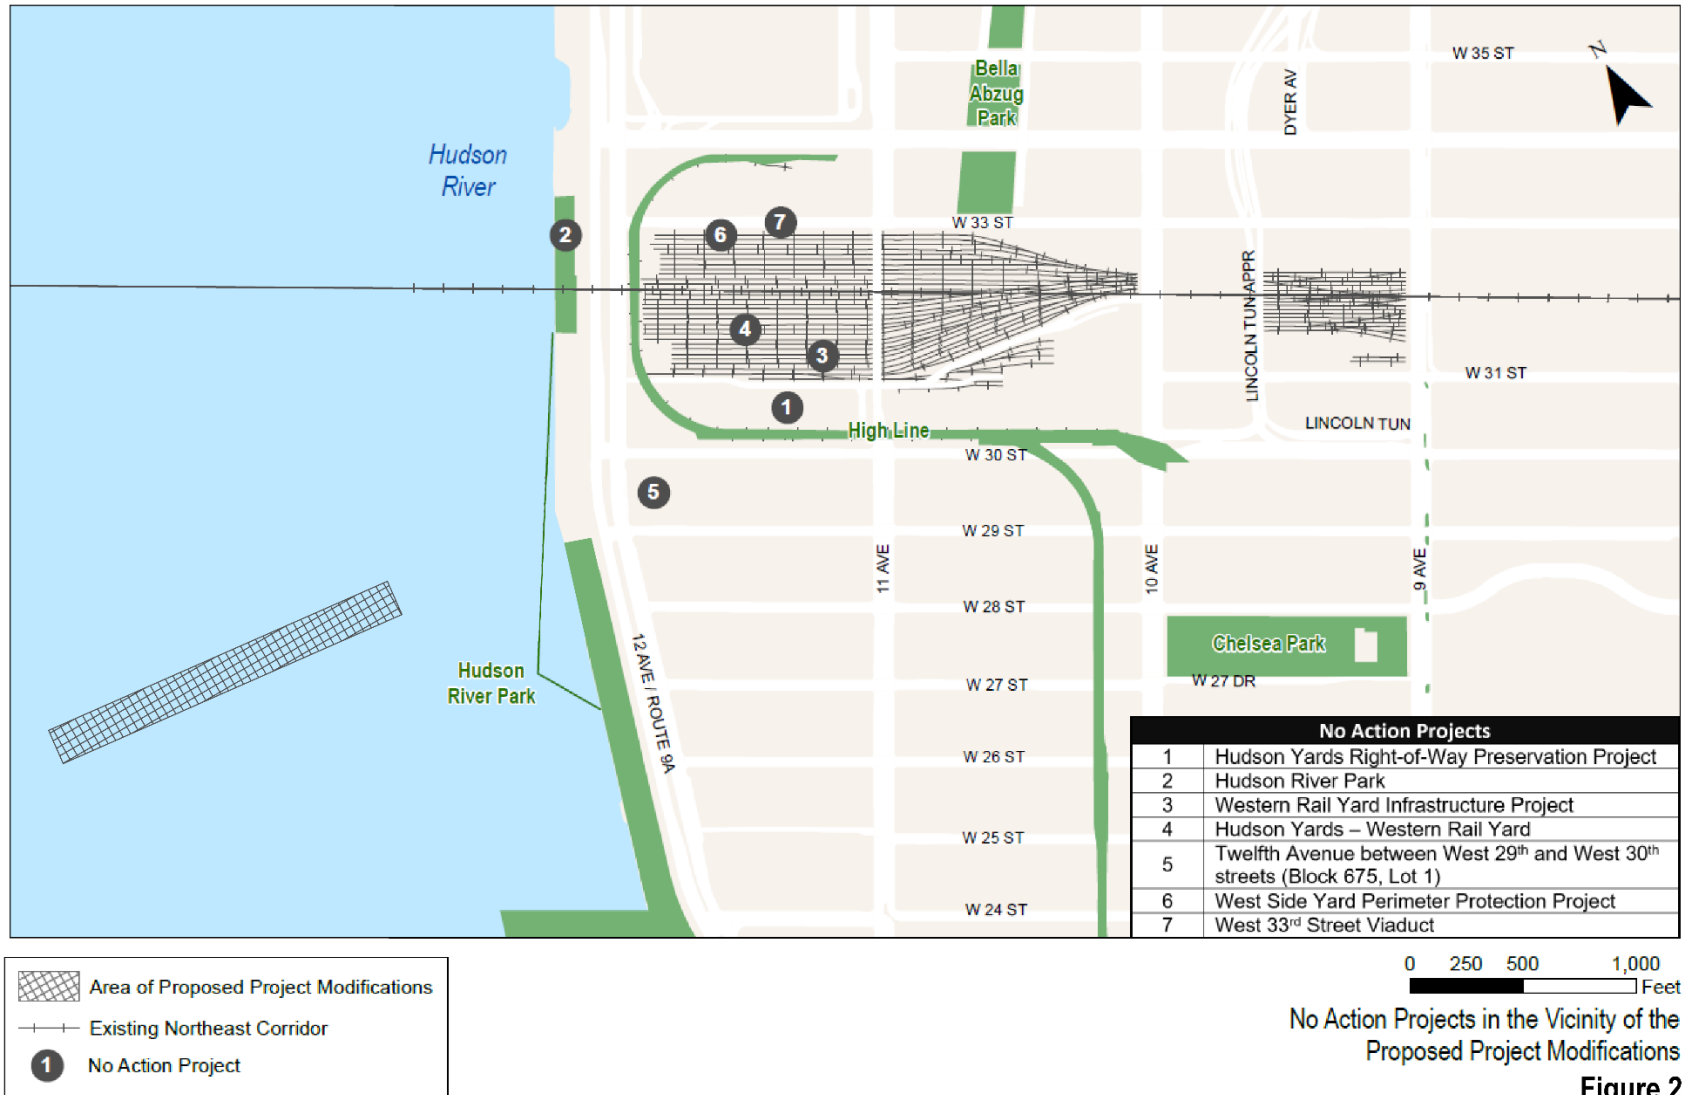 W 35 ST
N
Bella
Abzug
Park
DYER AV
Hudson
River
2
6
7
W 33 ST
LINCOLN TUN APPR
4
3
W 31 ST
1
High Line
LINCOLN TUN
W 30 ST
5
W 29 ST
11 AVE
10 AVE
9 AVE
W 28 ST
Chelsea Park
12 AVE / ROUTE 9A
Hudson
River Park
W 27 ST
W 27 DR
W 26 ST
W 25 ST
W 24 ST
No Action Projects
1 Hudson Yards Right-of-Way Preservation Project
2 Hudson River Park
3 Western Rail Yard Infrastructure Project
4 Hudson Yards – Western Rail Yard
5 Twelfth Avenue between West 29th and West 30th
streets (Block 675, Lot 1)
6 West Side Yard Perimeter Protection Project
7 West 33rd Street Viaduct
Area of Proposed Project Modifications
Existing Northeast Corridor
1 No Action Project
0 250 500 1,000
Feet
No Action Projects in the Vicinity of the
Proposed Project Modifications
Figure 2